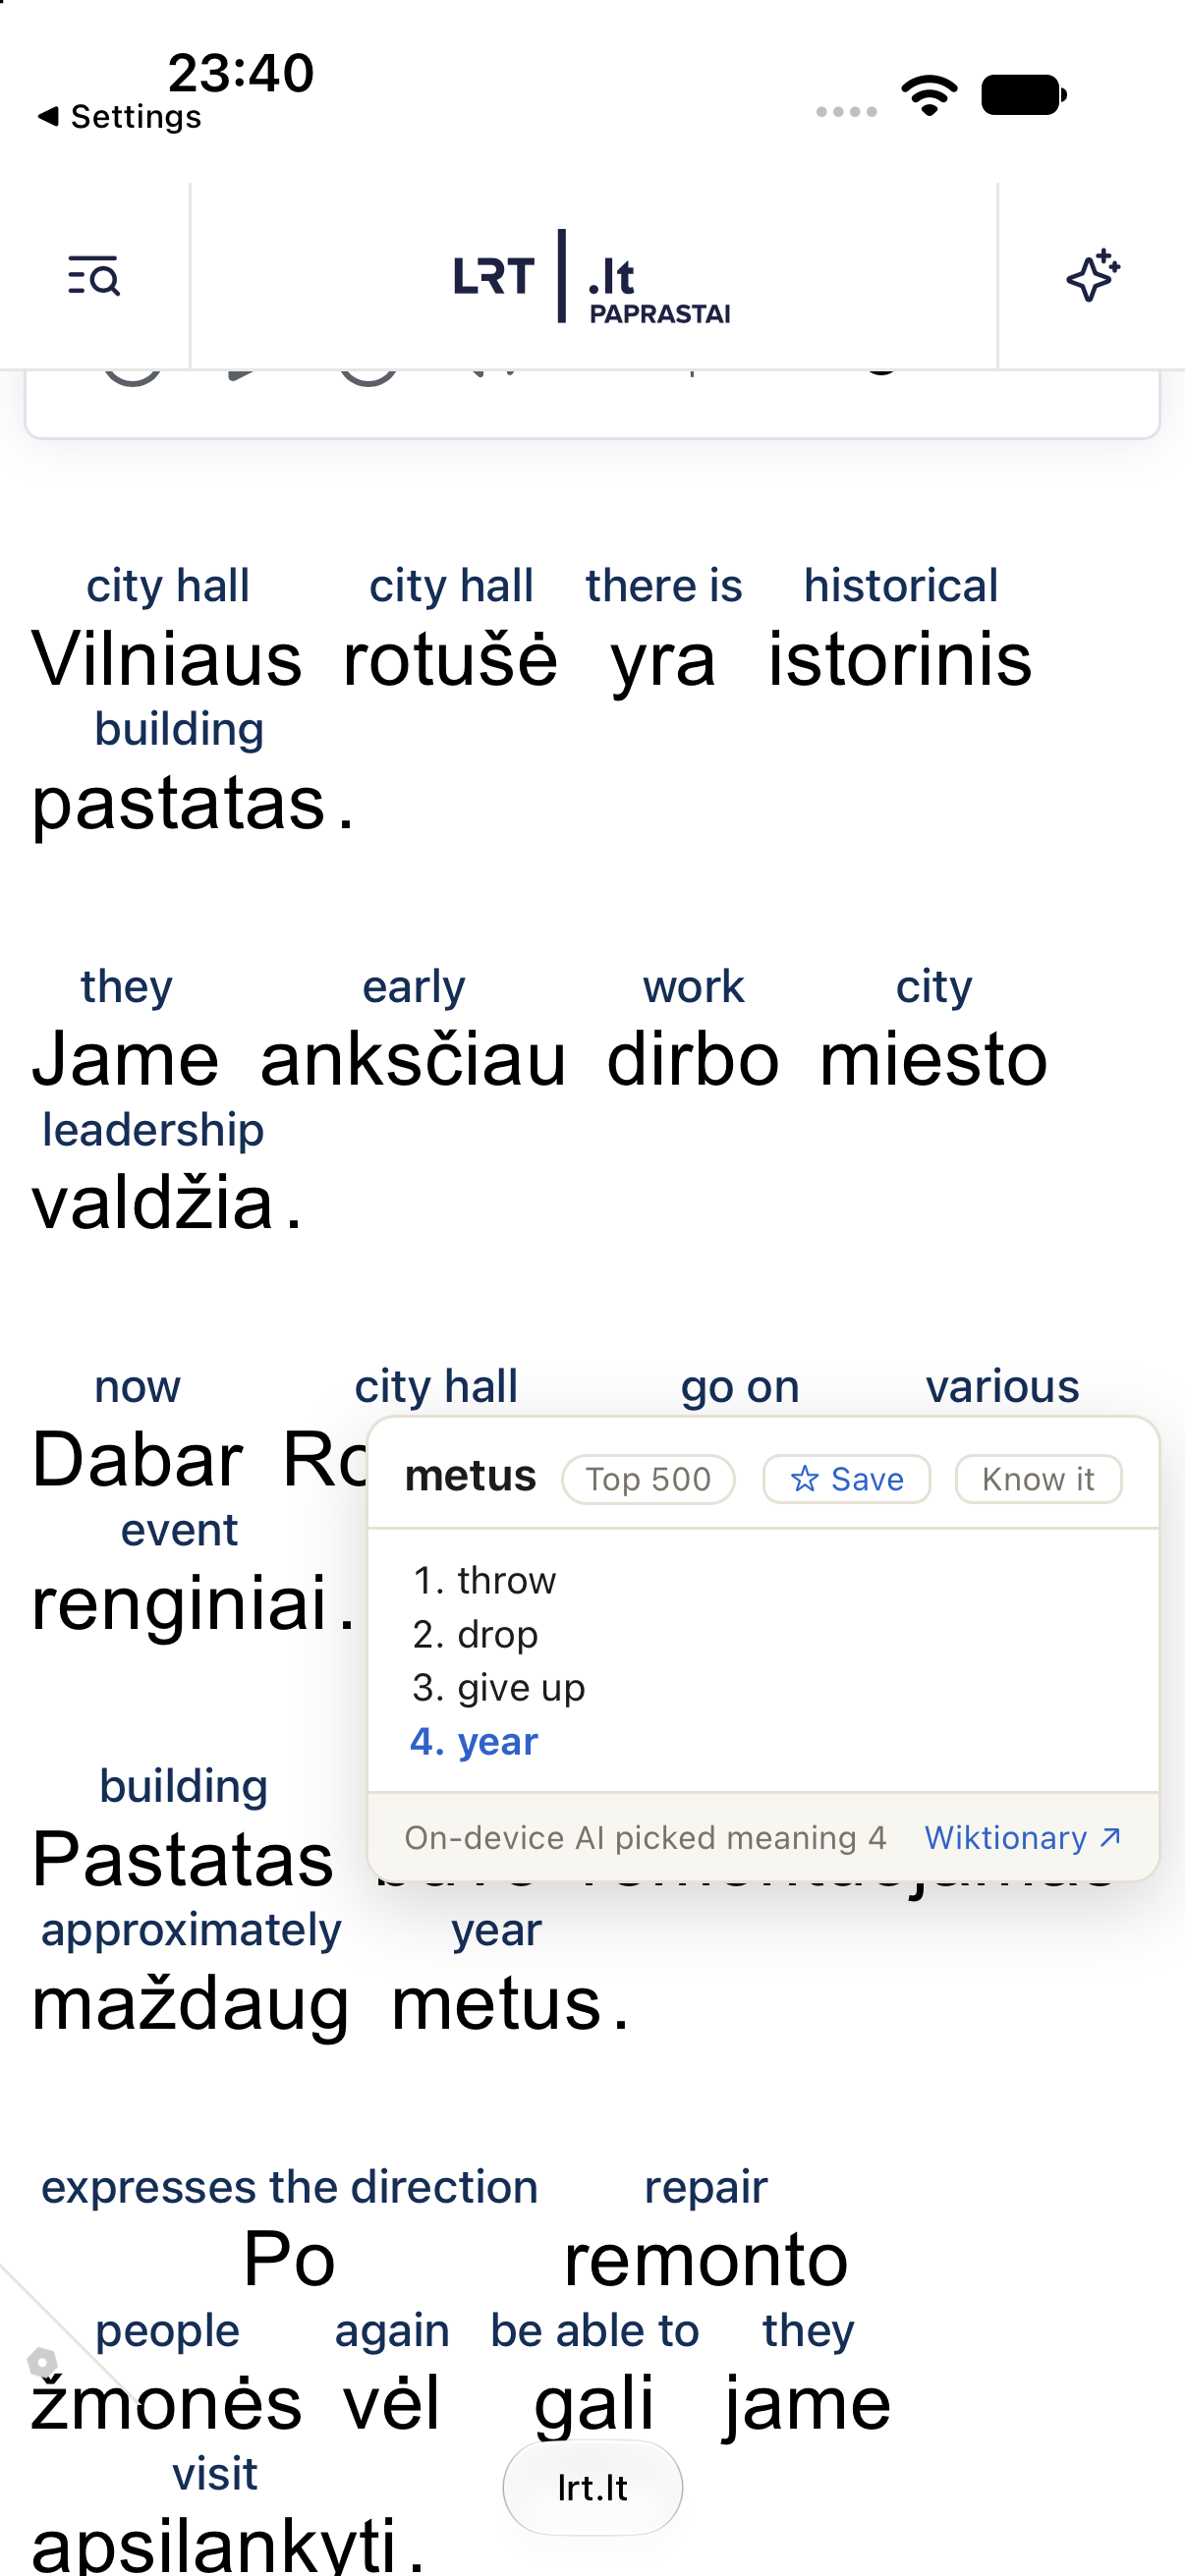 23:40
◀ Settings
LRT | .lt
PAPRASTAI
city hall city hall there is historical
Vilniaus rotušė yra istorinis
building
pastatas.
they early work city
Jame anksčiau dirbo miesto
leadership
valdžia.
now city hall go on various
Dabar
metus Top 500 ☆ Save Know it
event
renginiai.
1. throw
2. drop
3. give up
4. year
On-device AI picked meaning 4 Wiktionary ↗
building
Pastatas
approximately year
maždaug metus.
expresses the direction repair
Po remonto
people again be able to they
žmonės vėl gali jame
visit
apsilankyti.
lrt.lt